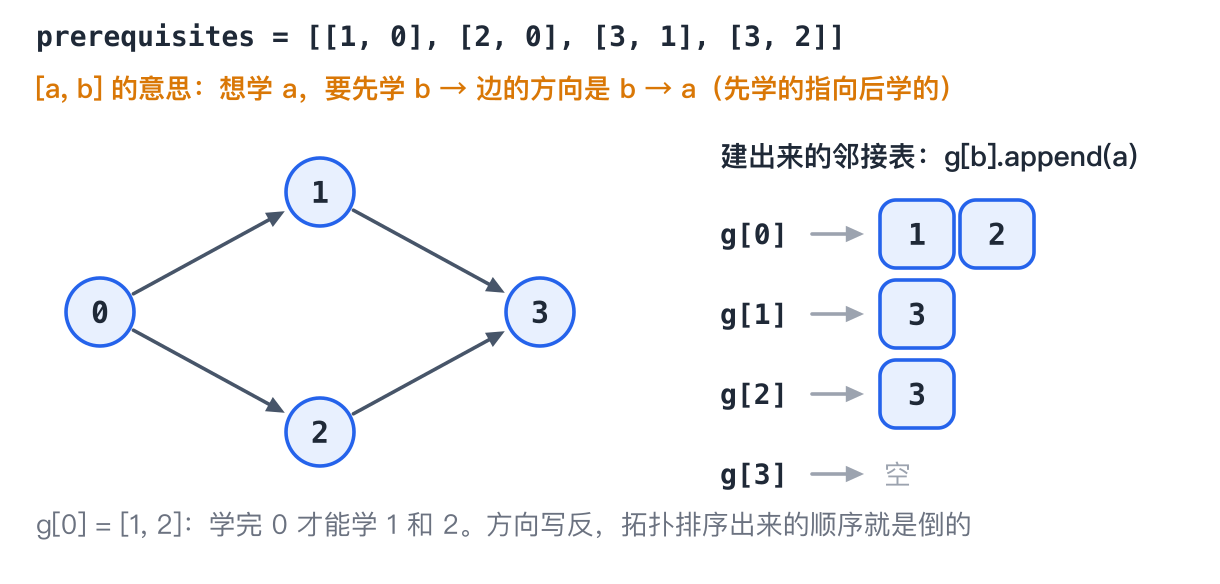 prerequisites = [[1, 0], [2, 0], [3, 1], [3, 2]]
[a, b] 的意思：想学 a，要先学 b → 边的方向是 b → a（先学的指向后学的）
1
0
3
2
建出来的邻接表：g[b].append(a)
g[0] → 1 2
g[1] → 3
g[2] → 3
g[3] → 空
g[0] = [1, 2]：学完 0 才能学 1 和 2。方向写反，拓扑排序出来的顺序就是倒的